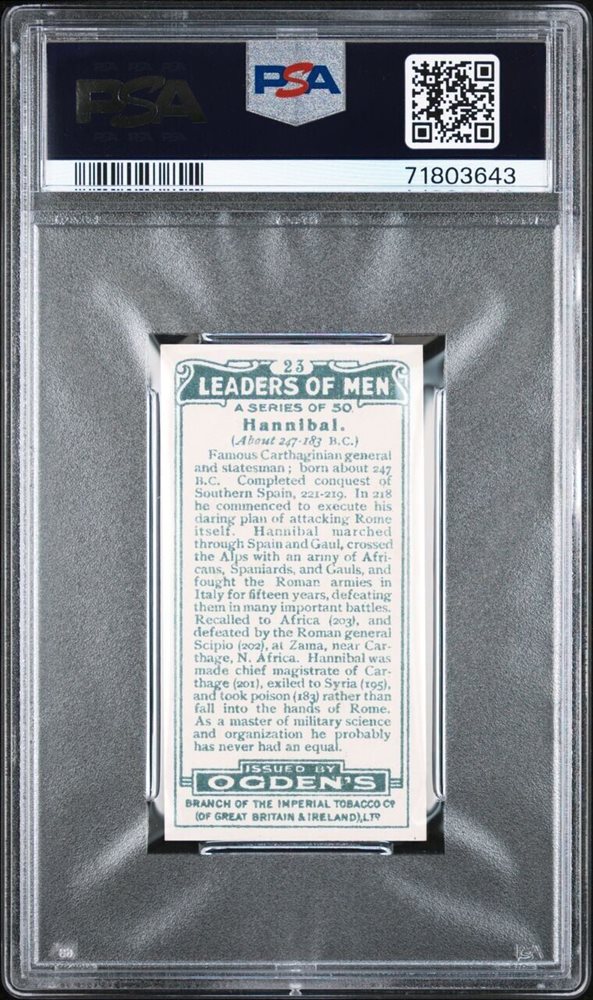 PSA
PSA
71803643
23
LEADERS OF MEN
A SERIES OF 50.
Hannibal.
(About 247-183 B.C.)
Famous Carthaginian general
and statesman; born about 247
B.C. Completed conquest of
Southern Spain, 221-219. In 218
he commenced to execute his
daring plan of attacking Rome
itself. Hannibal marched
through Spain and Gaul, crossed
the Alps with an army of Afri-
cans, Spaniards, and Gauls, and
fought the Roman armies in
Italy for fifteen years, defeating
them in many important battles.
Recalled to Africa (203), and
defeated by the Roman general
Scipio (202), at Zama, near Car-
thage, N. Africa. Hannibal was
made chief magistrate of Car-
thage (201), exiled to Syria (195),
and took poison (183) rather than
fall into the hands of Rome.
As a master of military science
and organization he probably
has never had an equal.
ISSUED BY
OGDEN'S
BRANCH OF THE IMPERIAL TOBACCO Co
(OF GREAT BRITAIN & IRELAND), LTD